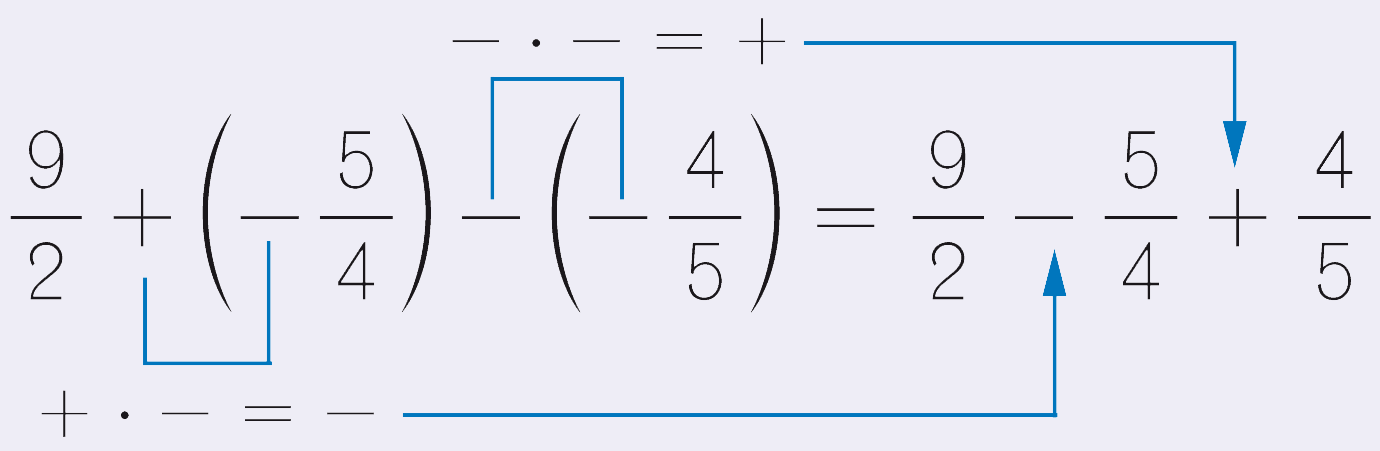 − · − = +
9/2 + (− 5/4) − (− 4/5) = 9/2 − 5/4 + 4/5
+ · − = −